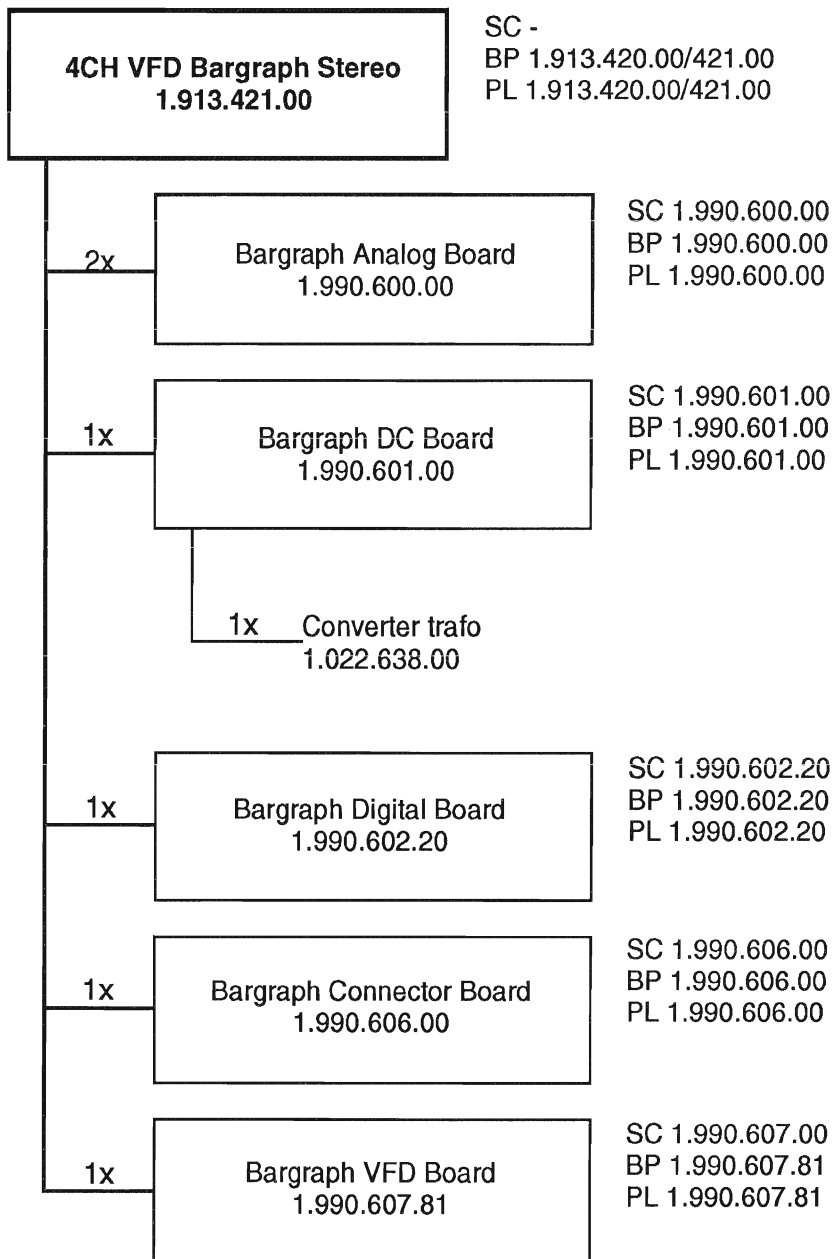 4CH VFD Bargraph Stereo
1.913.421.00
SC -
BP 1.913.420.00/421.00
PL 1.913.420.00/421.00
2x
Bargraph Analog Board
1.990.600.00
SC 1.990.600.00
BP 1.990.600.00
PL 1.990.600.00
1x
Bargraph DC Board
1.990.601.00
SC 1.990.601.00
BP 1.990.601.00
PL 1.990.601.00
1x
Converter trafo
1.022.638.00
1x
Bargraph Digital Board
1.990.602.20
SC 1.990.602.20
BP 1.990.602.20
PL 1.990.602.20
1x
Bargraph Connector Board
1.990.606.00
SC 1.990.606.00
BP 1.990.606.00
PL 1.990.606.00
1x
Bargraph VFD Board
1.990.607.81
SC 1.990.607.00
BP 1.990.607.81
PL 1.990.607.81